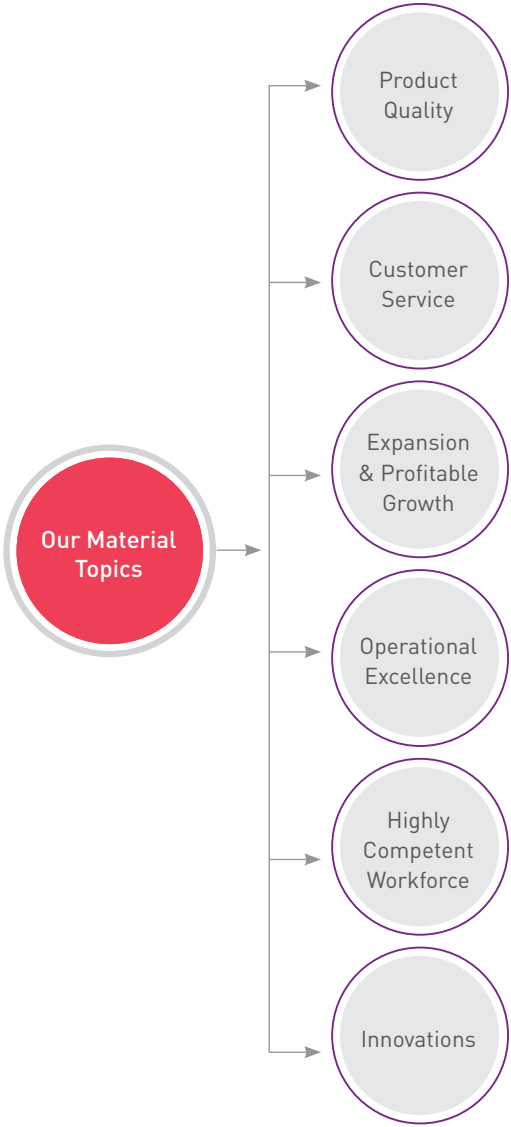 Product
Quality
Customer
Service
Expansion
& Profitable
Growth
Our Material
Topics
Operational
Excellence
Highly
Competent
Workforce
Innovations